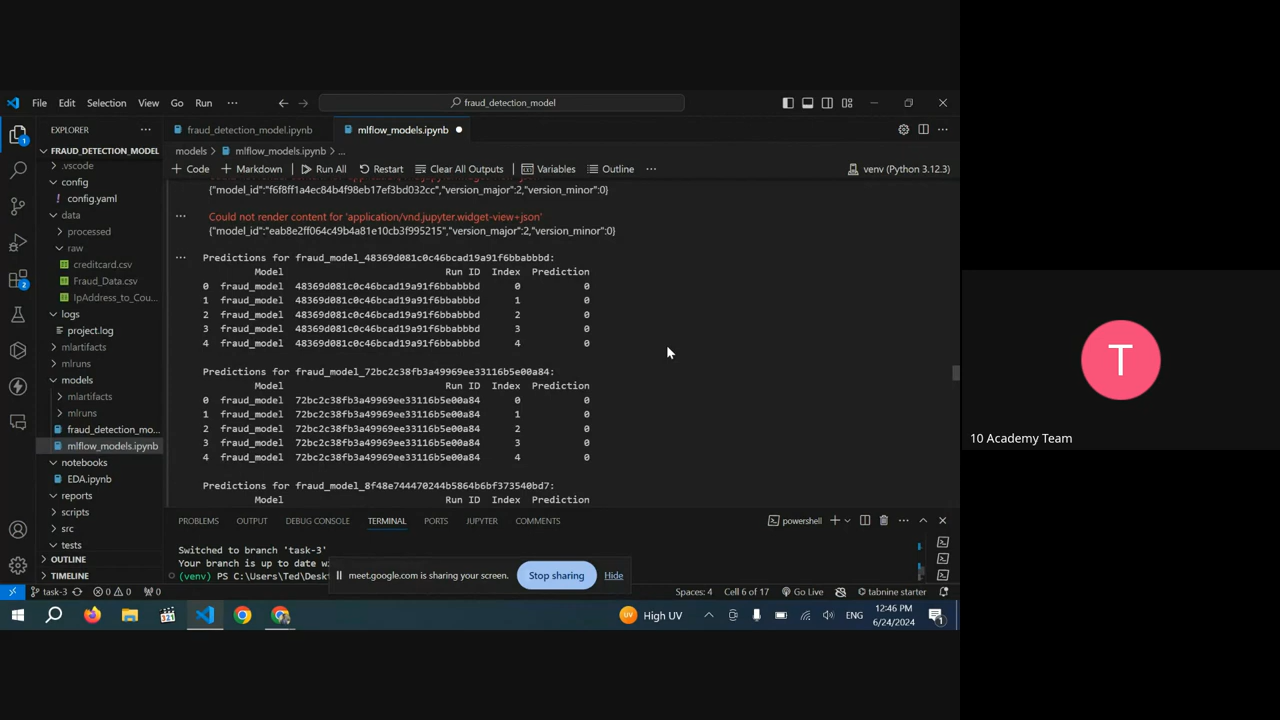 File Edit Selection View Go Run ···
fraud_detection_model
EXPLORER ···
fraud_detection_model.ipynb mlflow_models.ipynb
FRAUD_DETECTION_MODEL
models > mlflow_models.ipynb > ...
.vscode
+ Code + Markdown Run All Restart Clear All Outputs Variables Outline ··· venv (Python 3.12.3)
config
config.yaml
data
processed
raw
creditcard.csv
Fraud_Data.csv
IpAddress_to_Cou...
logs
project.log
mlartifacts
mlruns
models
mlartifacts
mlruns
fraud_detection_mo...
mlflow_models.ipynb
notebooks
EDA.ipynb
reports
scripts
src
tests
OUTLINE
TIMELINE
1
2
{"model_id":"f6f8ff1a4ec84b4f98eb17ef3bd032cc","version_major":2,"version_minor":0}
Could not render content for 'application/vnd.jupyter.widget-view+json'
{"model_id":"eab8e2ff064c49b4a81e10cb3f995215","version_major":2,"version_minor":0}
Predictions for fraud_model_48369d081c0c46bcad19a91f6bbabbbd:
Model Run ID Index Prediction
0 fraud_model 48369d081c0c46bcad19a91f6bbabbbd 0 0
1 fraud_model 48369d081c0c46bcad19a91f6bbabbbd 1 0
2 fraud_model 48369d081c0c46bcad19a91f6bbabbbd 2 0
3 fraud_model 48369d081c0c46bcad19a91f6bbabbbd 3 0
4 fraud_model 48369d081c0c46bcad19a91f6bbabbbd 4 0
Predictions for fraud_model_72bc2c38fb3a49969ee33116b5e00a84:
Model Run ID Index Prediction
0 fraud_model 72bc2c38fb3a49969ee33116b5e00a84 0 0
1 fraud_model 72bc2c38fb3a49969ee33116b5e00a84 1 0
2 fraud_model 72bc2c38fb3a49969ee33116b5e00a84 2 0
3 fraud_model 72bc2c38fb3a49969ee33116b5e00a84 3 0
4 fraud_model 72bc2c38fb3a49969ee33116b5e00a84 4 0
Predictions for fraud_model_8f48e744470244b5864b6bf373540bd7:
Model Run ID Index Prediction
PROBLEMS OUTPUT DEBUG CONSOLE TERMINAL PORTS JUPYTER COMMENTS powershell
Switched to branch 'task-3'
Your branch is up to date wi
(venv) PS C:\Users\Ted\Desk
meet.google.com is sharing your screen. Stop sharing Hide
task-3 0 0 0 Spaces: 4 Cell 6 of 17 Go Live tabnine starter
UV High UV ENG 12:46 PM
6/24/2024 1
T
10 Academy Team